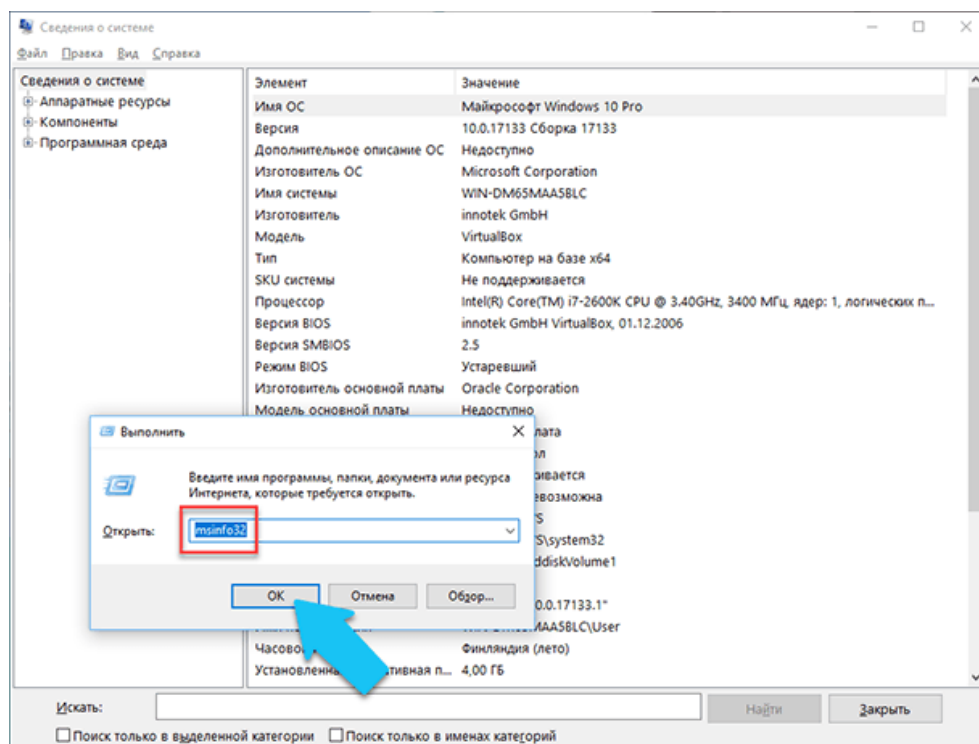 Сведения о системе
Файл Правка Вид Справка
Сведения о системе
Аппаратные ресурсы
Компоненты
Программная среда
Элемент Значение
Имя ОС Майкрософт Windows 10 Pro
Версия 10.0.17133 Сборка 17133
Дополнительное описание ОС Недоступно
Изготовитель ОС Microsoft Corporation
Имя системы WIN-DM65MAA5BLC
Изготовитель innotek GmbH
Модель VirtualBox
Тип Компьютер на базе x64
SKU системы Не поддерживается
Процессор Intel(R) Core(TM) i7-2600K CPU @ 3.40GHz, 3400 МГц, ядер: 1, логических п...
Версия BIOS innotek GmbH VirtualBox, 01.12.2006
Версия SMBIOS 2.5
Режим BIOS Устаревший
Изготовитель основной платы Oracle Corporation
Модель основной платы Недоступно
\system32
0.0.17133.1"
\User
Часово
Финляндия (лето)
Установленн тивная п... 4,00 ГБ
Выполнить
Введите имя программы, папки, документа или ресурса
Интернета, которые требуется открыть.
Открыть: msinfo32
ОК Отмена Обзор...
Искать: Найти Закрыть
Поиск только в выделенной категории Поиск только в именах категорий